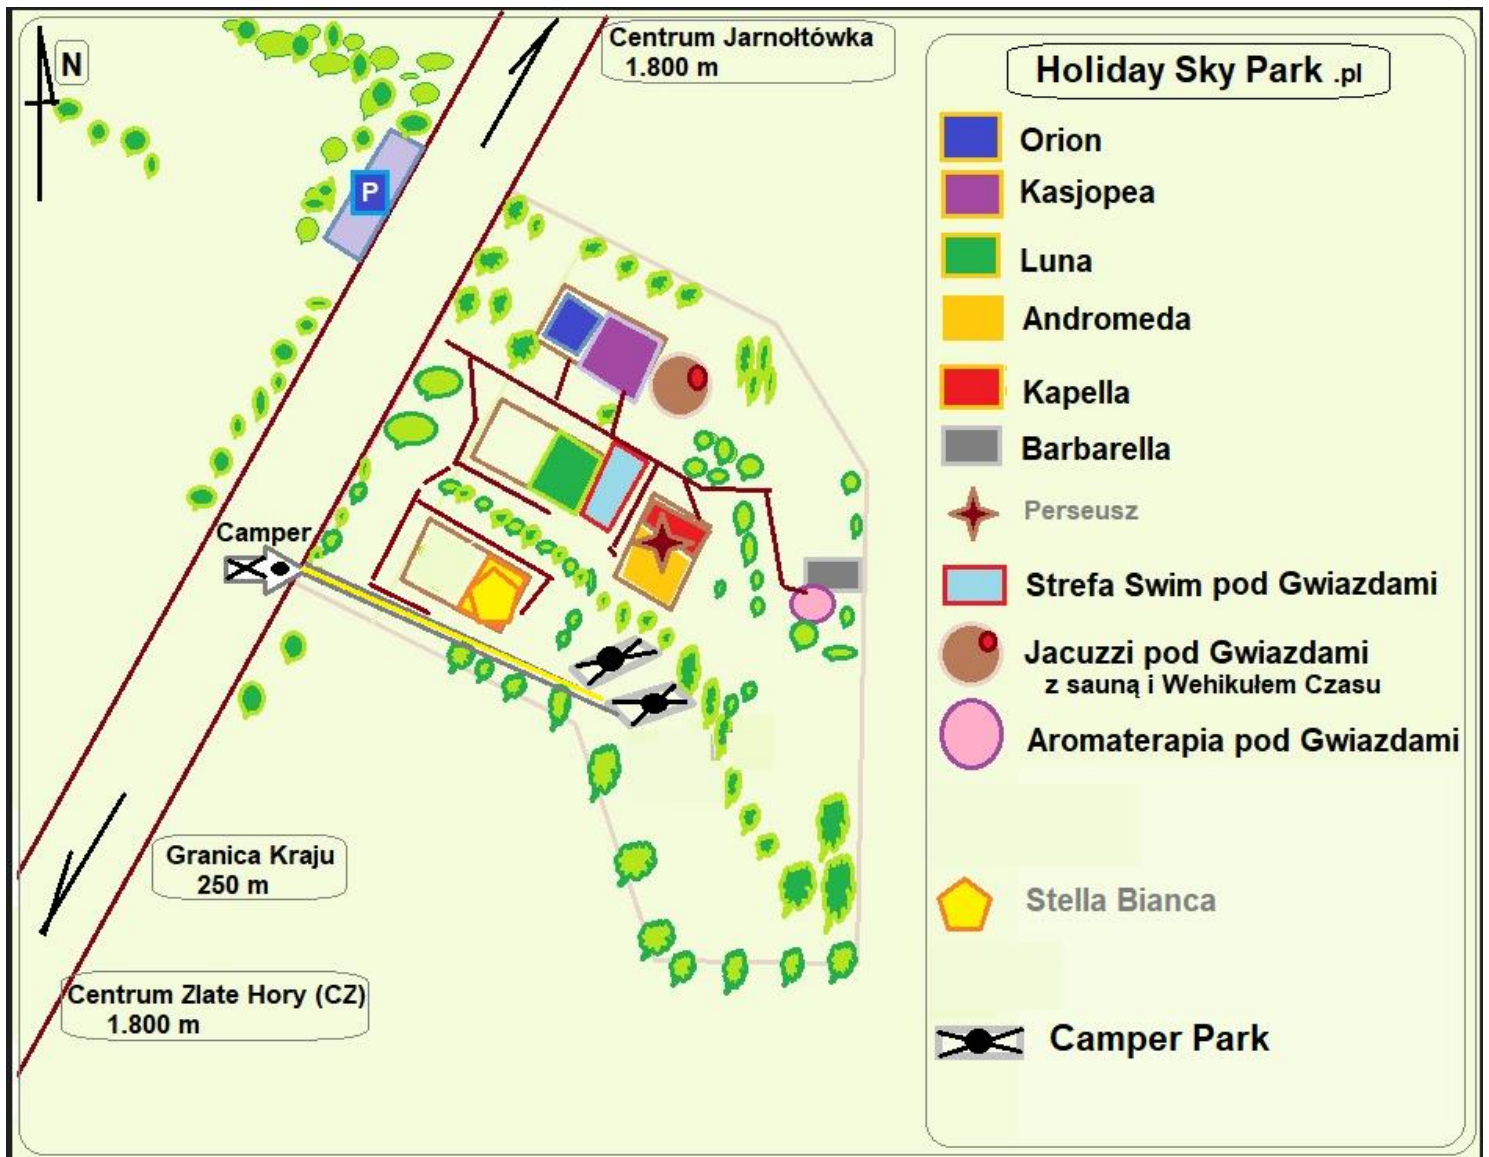 N
Centrum Jarnołtówka
1.800 m
P
Camper
Granica Kraju
250 m
Centrum Zlate Hory (CZ)
1.800 m
Holiday Sky Park .pl
Orion
Kasjopea
Luna
Andromeda
Kapella
Barbarella
Perseusz
Strefa Swim pod Gwiazdami
Jacuzzi pod Gwiazdami
z sauną i Wehikułem Czasu
Aromaterapia pod Gwiazdami
Stella Bianca
Camper Park